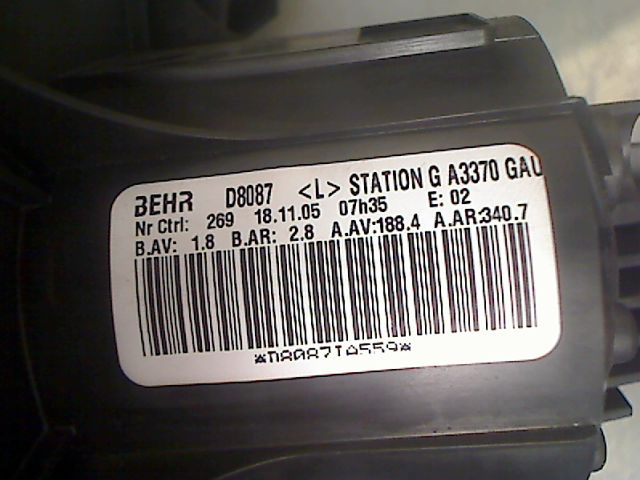 BEHR D8087 <L> STATION G A3370 GAU
Nr Ctrl: 269 18.11.05 07h35 E: 02
B.AV: 1.8 B.AR: 2.8 A.AV:188.4 A.AR:340.7
*D8087IA559*